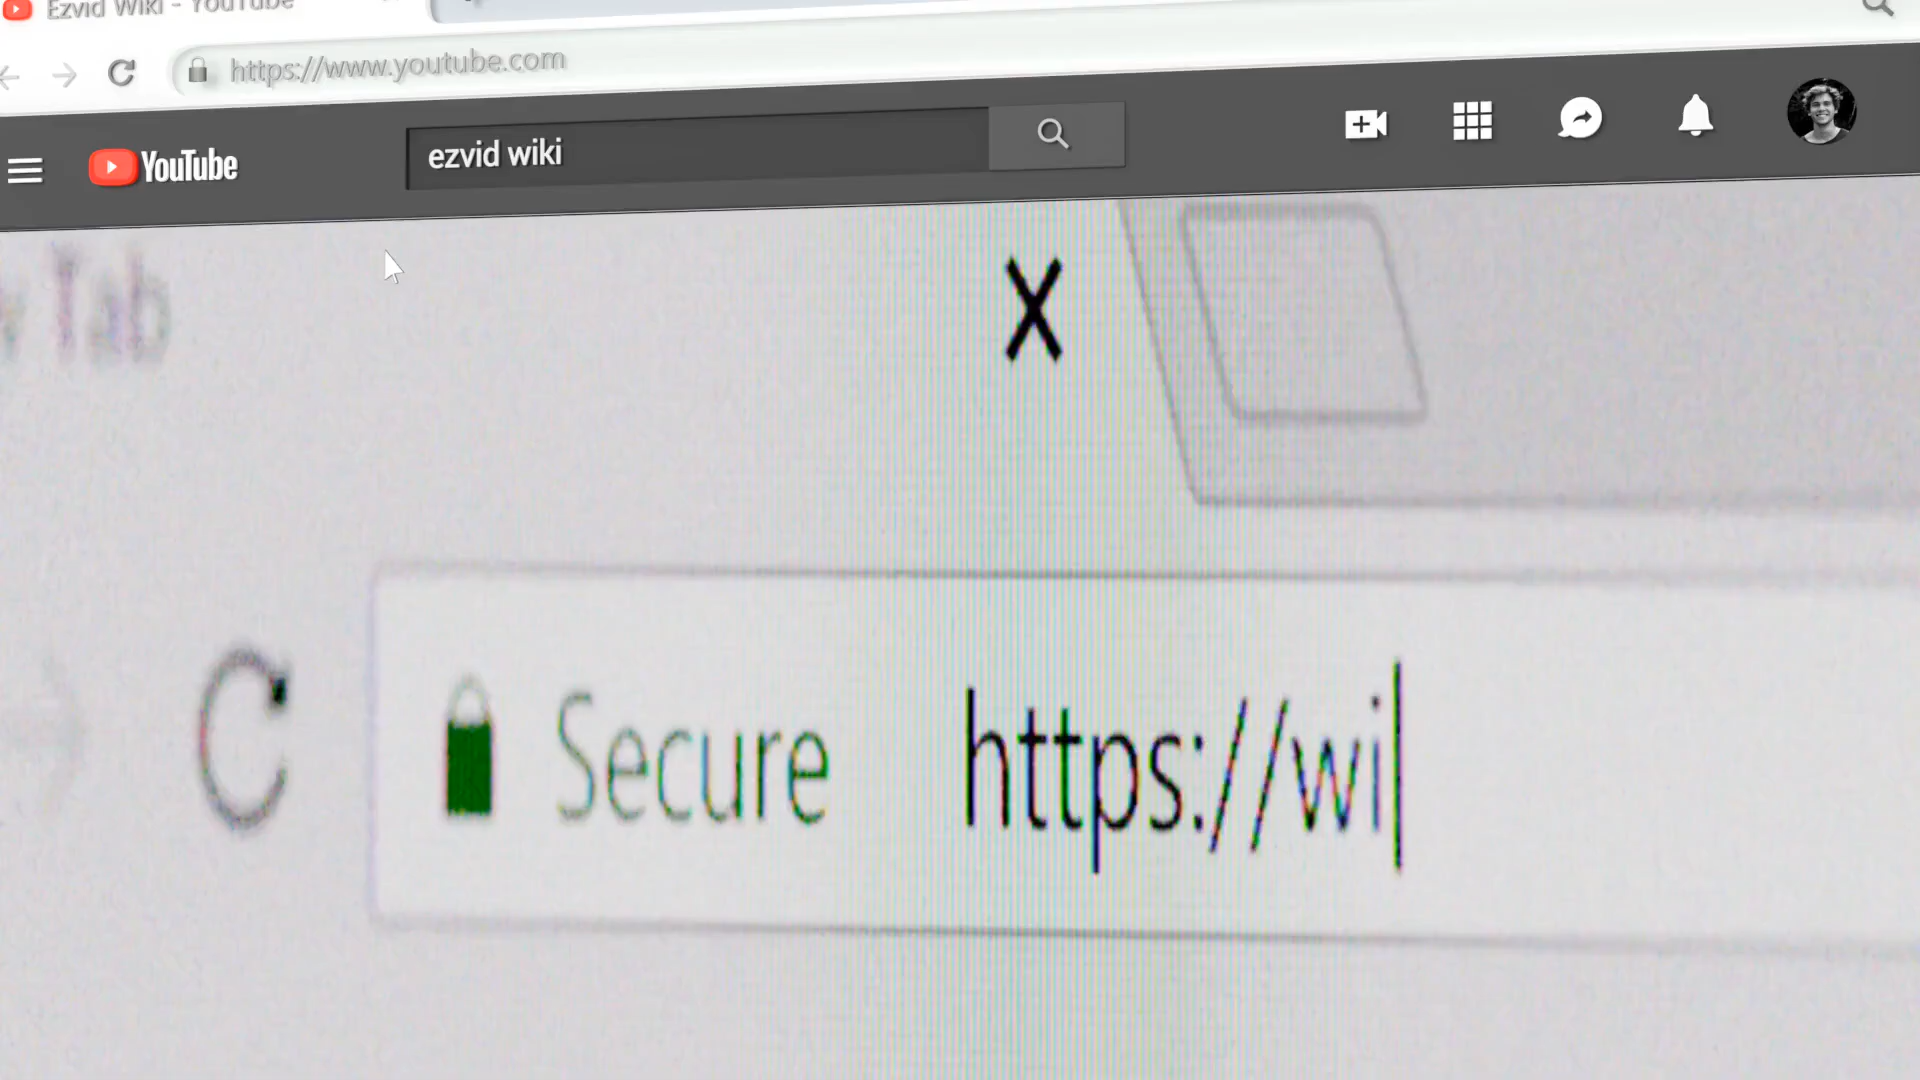 Ezvid Wiki - YouTube
https://www.youtube.com
YouTube
ezvid wiki
Tab
X
Secure
https://wi